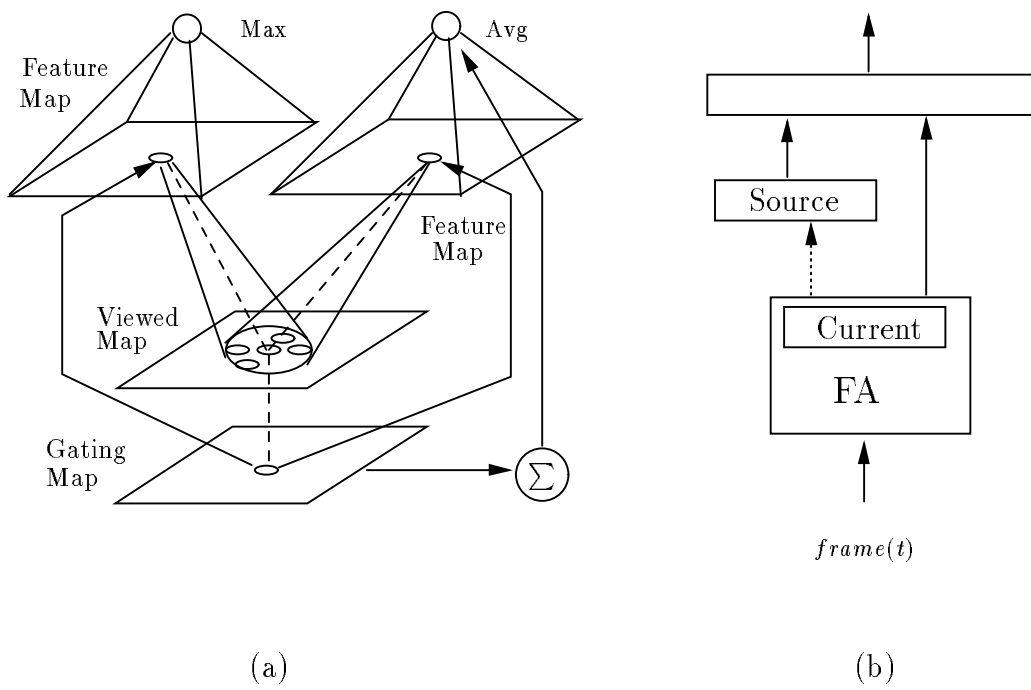 Max
Feature
Map
Avg
Feature
Map
Viewed
Map
Gating
Map
Σ
(a)
Source
Current
FA
frame(t)
(b)